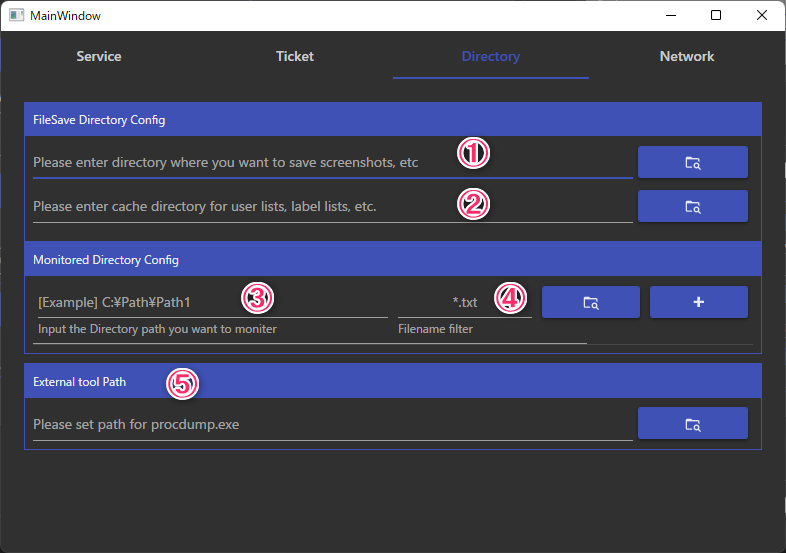 MainWindow
Service Ticket Directory Network
FileSave Directory Config
Please enter directory where you want to save screenshots, etc ①
Please enter cache directory for user lists, label lists, etc. ②
Monitored Directory Config
[Example] C:¥Path¥Path1 ③ *.txt ④ +
Input the Directory path you want to moniter Filename filter
External tool Path ⑤
Please set path for procdump.exe